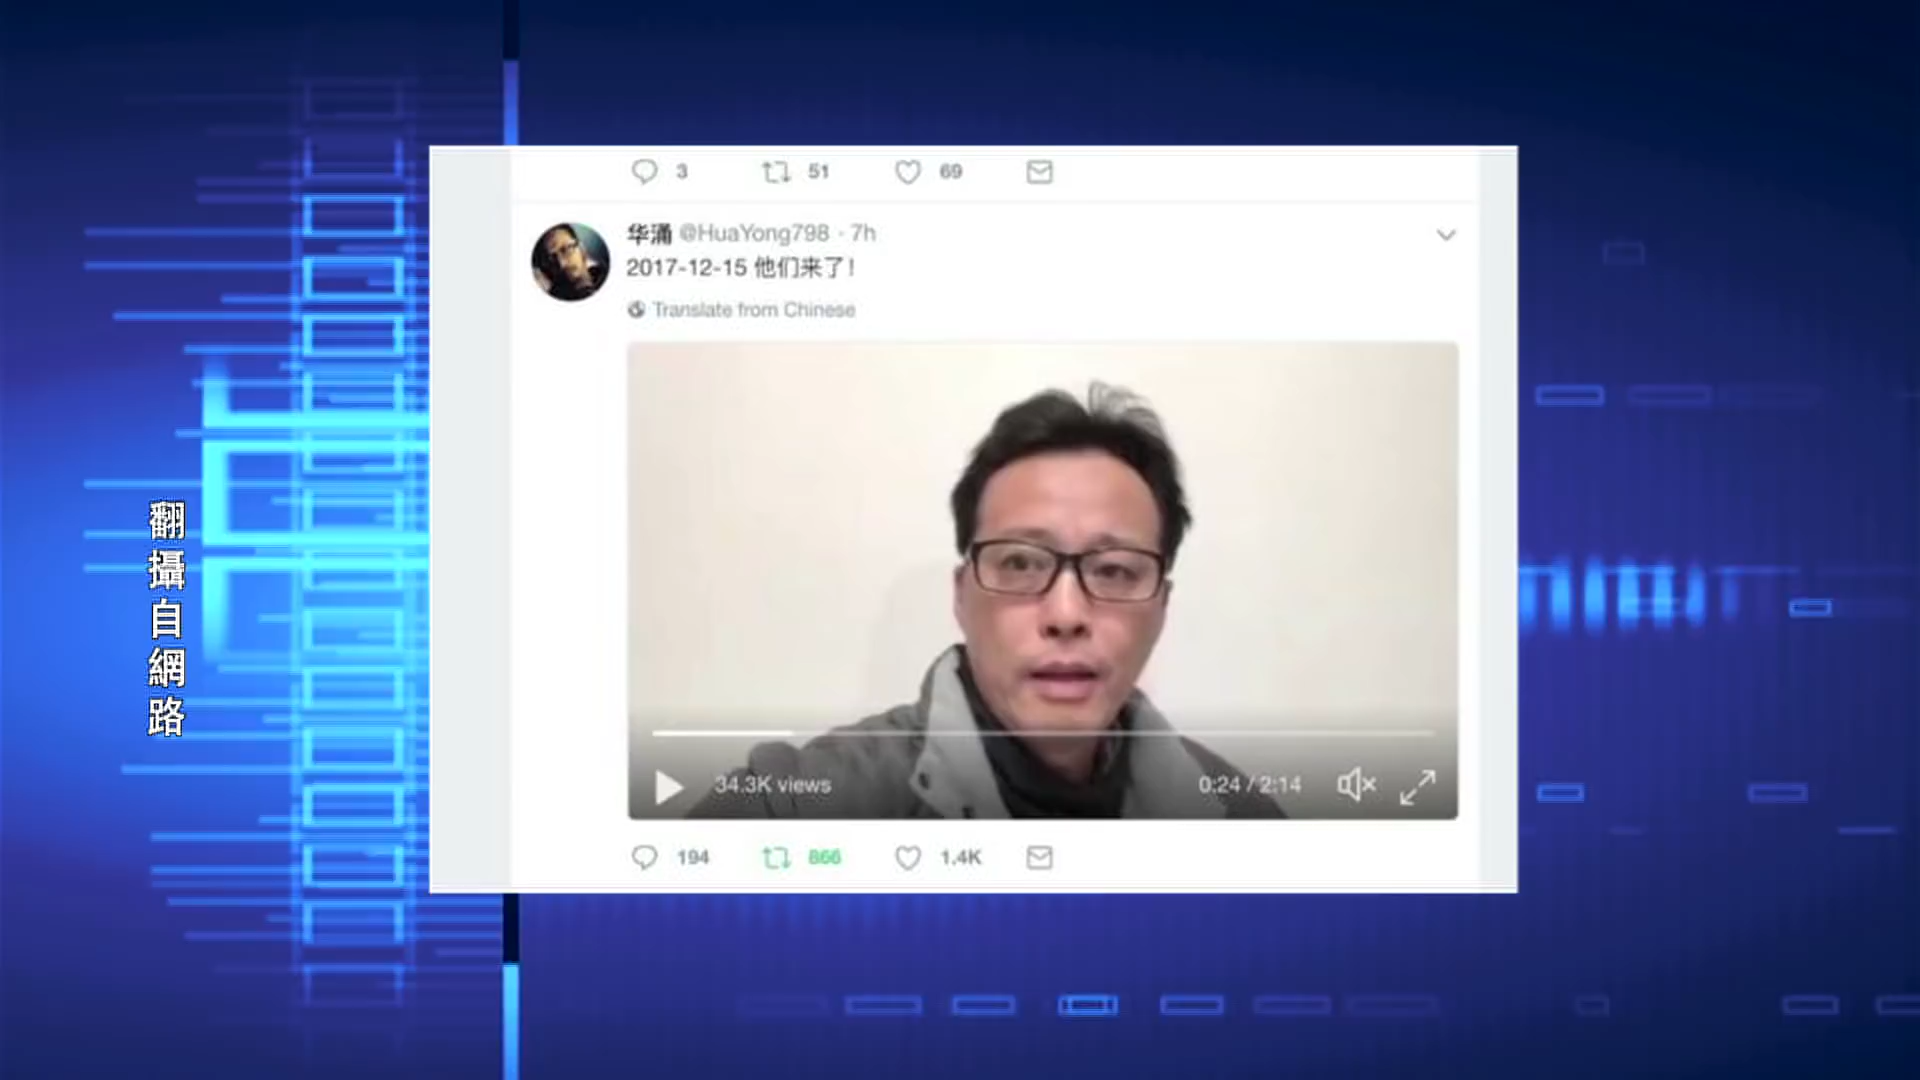 3 51 69
华涌 @HuaYong798 · 7h
2017-12-15 他们来了!
Translate from Chinese
34.3K views 0:24 / 2:14
194 866 1.4K
翻攝自網路